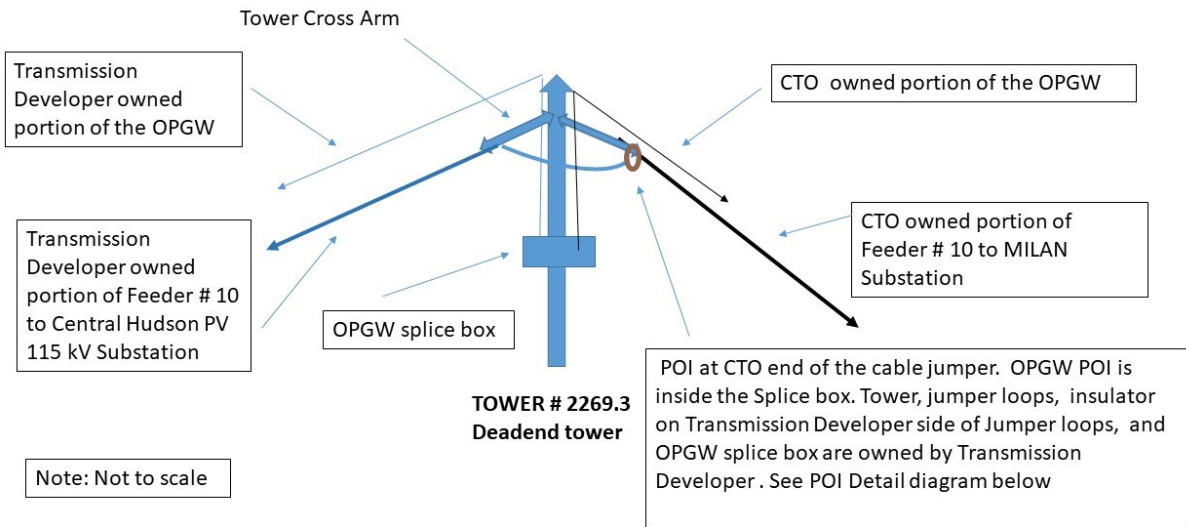 Tower Cross Arm
Transmission
Developer owned
portion of the OPGW
CTO owned portion of the OPGW
Transmission
Developer owned
portion of Feeder # 10
to Central Hudson PV
115 kV Substation
CTO owned portion of
Feeder # 10 to MILAN
Substation
OPGW splice box
TOWER # 2269.3
Deadend tower
POI at CTO end of the cable jumper. OPGW POI is
inside the Splice box. Tower, jumper loops, insulator
on Transmission Developer side of Jumper loops, and
OPGW splice box are owned by Transmission
Developer . See POI Detail diagram below
Note: Not to scale